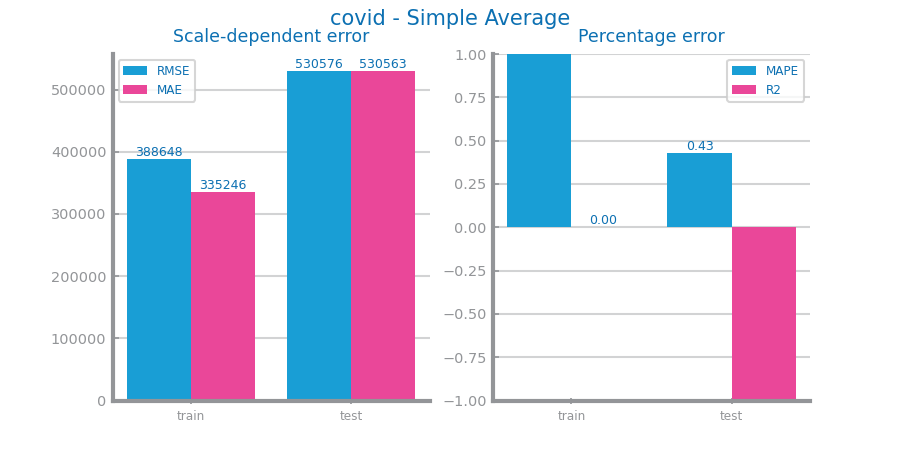 covid - Simple Average
Scale-dependent error
RMSE
MAE
530576
530563
388648
335246
500000
400000
300000
200000
100000
0
train
test
Percentage error
MAPE
R2
0.43
0.00
1.00
0.75
0.50
0.25
0.00
−0.25
−0.50
−0.75
−1.00
train
test